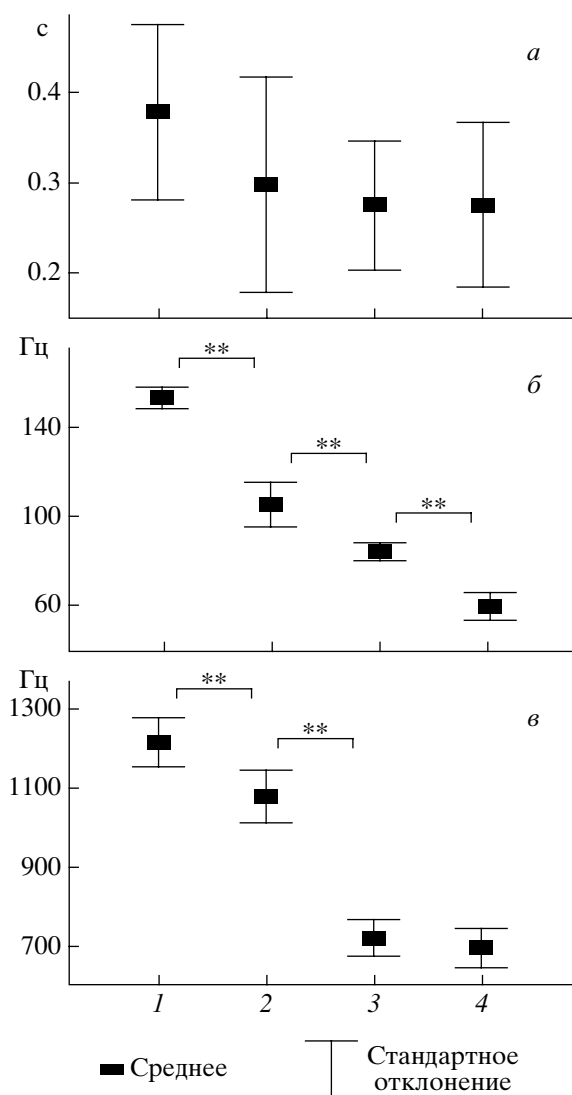 с
а
0.4
0.3
0.2
Гц
**
б
140
**
100
**
60
Гц
**
в
1300
**
1100
900
700
1 2 3 4
Среднее
Стандартное
отклонение